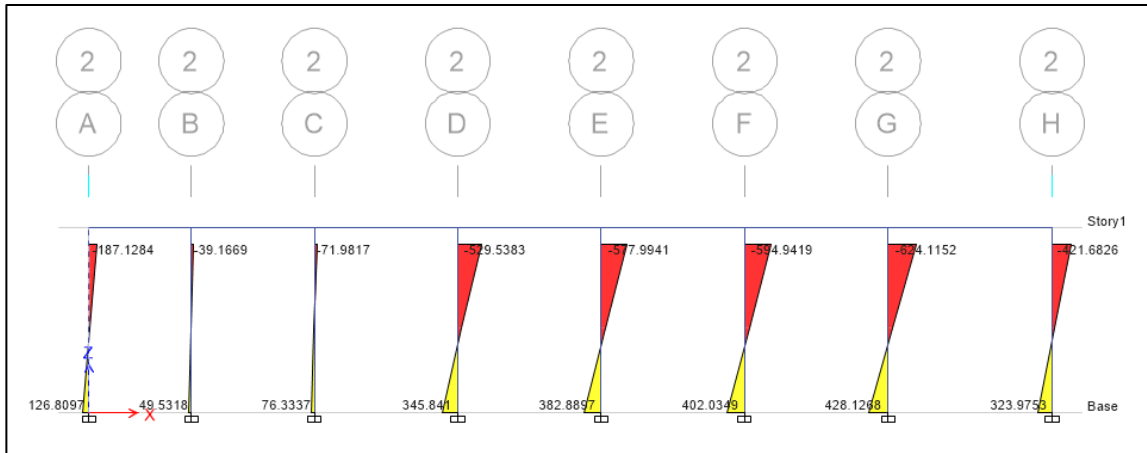 2 2 2 2 2 2 2 2
A B C D E F G H
Story1
-187.1284 -39.1669 -71.9817 -529.5383 -577.9941 -594.9419 -624.1152 -421.6826
Z
126.8097 49.5318 76.3337 345.841 382.8897 402.0349 428.1268 323.9753 Base
X